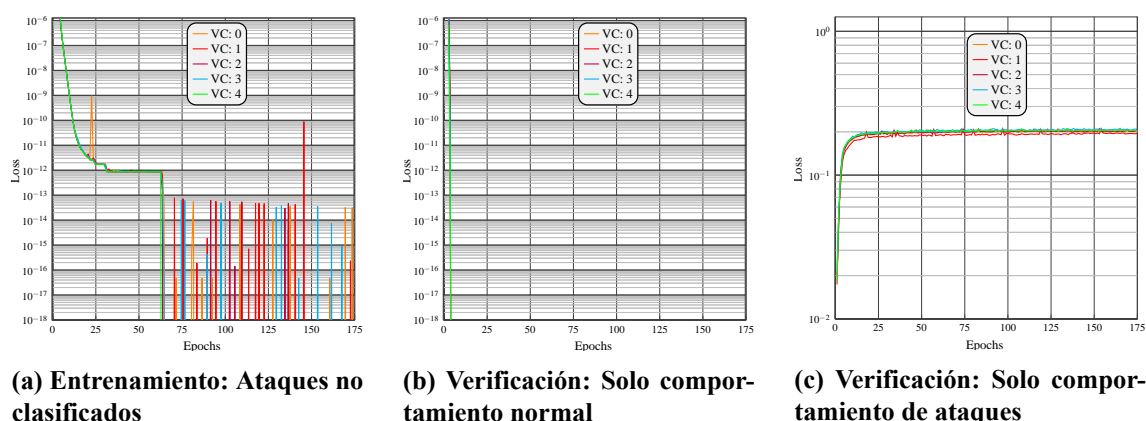 10−6
10−7
10−8
10−9
10−10
10−11
10−12
10−13
10−14
10−15
10−16
10−17
10−18
Loss
VC: 0
VC: 1
VC: 2
VC: 3
VC: 4
0 25 50 75 100 125 150 175
Epochs
(a) Entrenamiento: Ataques no
clasificados
10−6
10−7
10−8
10−9
10−10
10−11
10−12
10−13
10−14
10−15
10−16
10−17
10−18
Loss
VC: 0
VC: 1
VC: 2
VC: 3
VC: 4
0 25 50 75 100 125 150 175
Epochs
(b) Verificación: Solo compor-
tamiento normal
100
10−1
10−2
Loss
VC: 0
VC: 1
VC: 2
VC: 3
VC: 4
0 25 50 75 100 125 150 175
Epochs
(c) Verificación: Solo compor-
tamiento de ataques